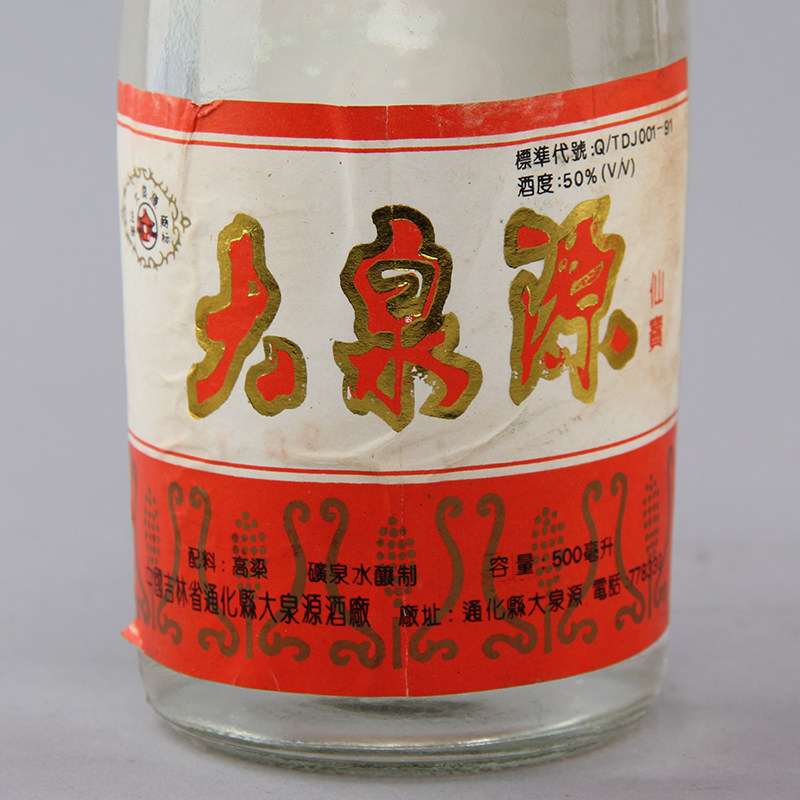 標準代號:Q/TDJ001-91
酒度:50%(V/V)
大泉源
仙寶
配料:高粱 礦泉水釀制 容量:500毫升
國吉林省通化縣大泉源酒廠 廠址:通化縣大泉源 電話:778350